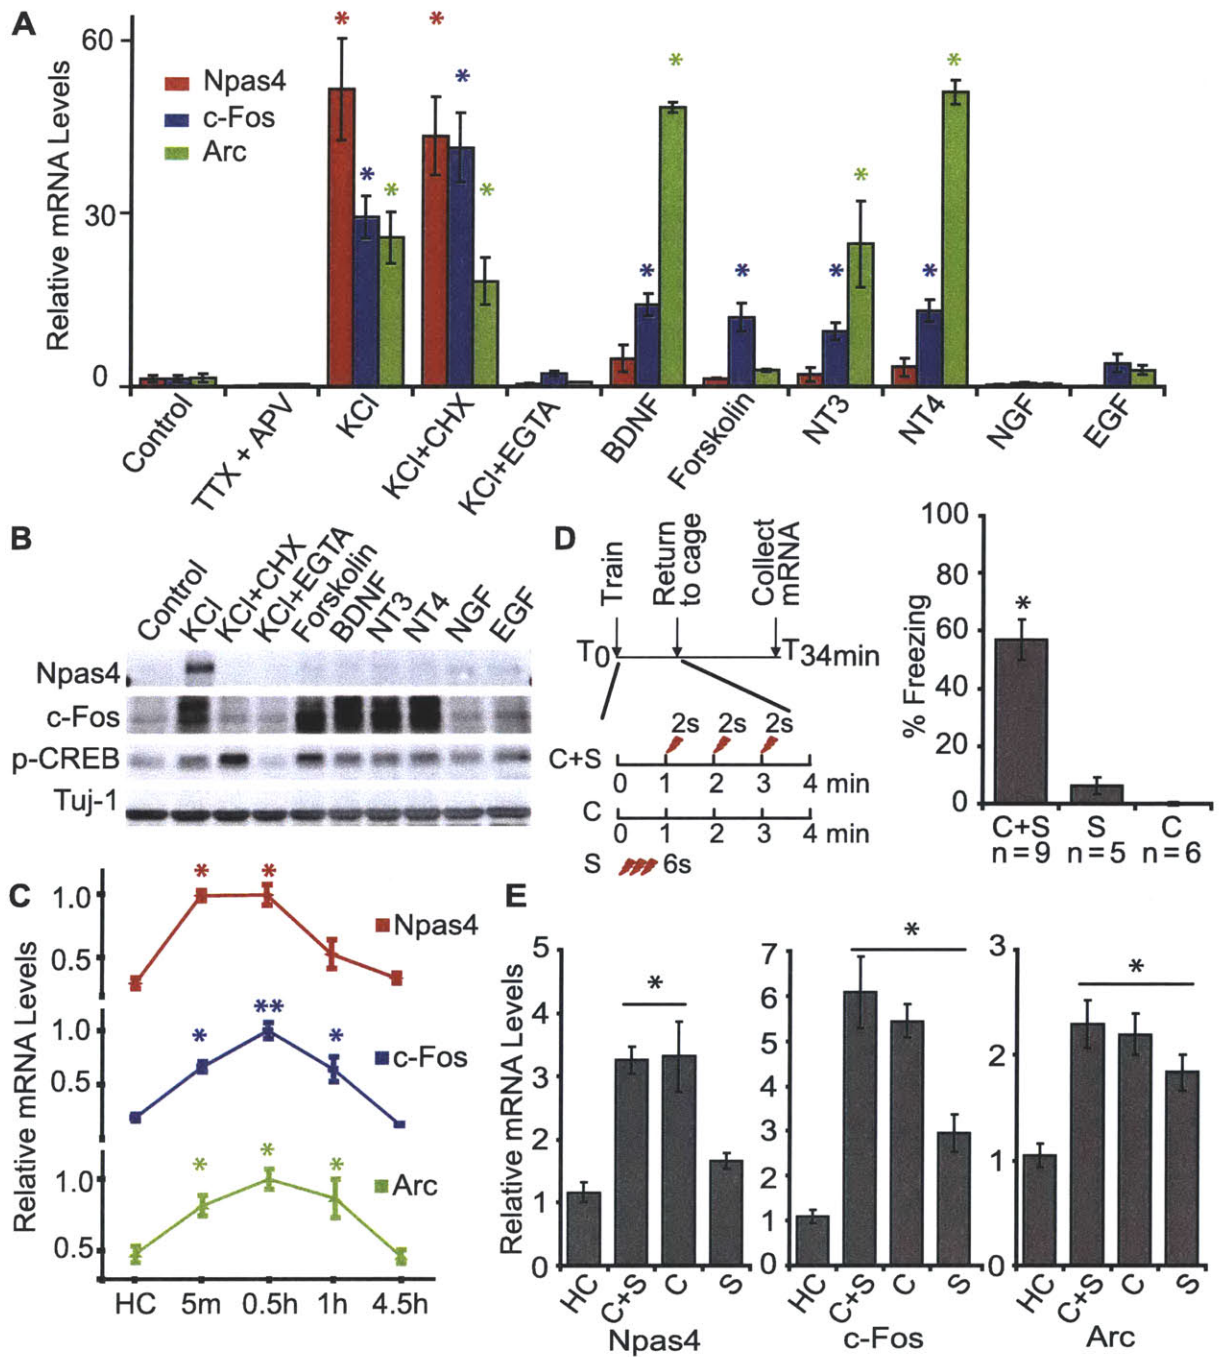 A
Relative mRNA Levels
60
30
0
Npas4
c-Fos
Arc
* * * * * * * * * * * * *
Control
TTX + APV
KCl
KCl+CHX
KCl+EGTA
BDNF
Forskolin
NT3
NT4
NGF
EGF
B
Control
KCl
KCl+CHX
KCl+EGTA
Forskolin
BDNF
NT3
NT4
NGF
EGF
Npas4
c-Fos
p-CREB
Tuj-1
C
Relative mRNA Levels
1.0
0.5
* *
Npas4
1.0
0.5
* ** *
c-Fos
1.0
0.5
* * *
Arc
HC 5m 0.5h 1h 4.5h
D
Train
Return
to cage
Collect
mRNA
T0 T34min
2s 2s 2s
C+S
0 1 2 3 4 min
C
0 1 2 3 4 min
S 6s
% Freezing
100
80
60
40
20
0
*
C+S S C
n=9 n=5 n=6
E
Relative mRNA Levels
5
4
3
2
1
0
*
HC C+S C S
Npas4
7
6
5
4
3
2
1
0
*
HC C+S C S
c-Fos
3
2
1
0
*
HC C+S C S
Arc